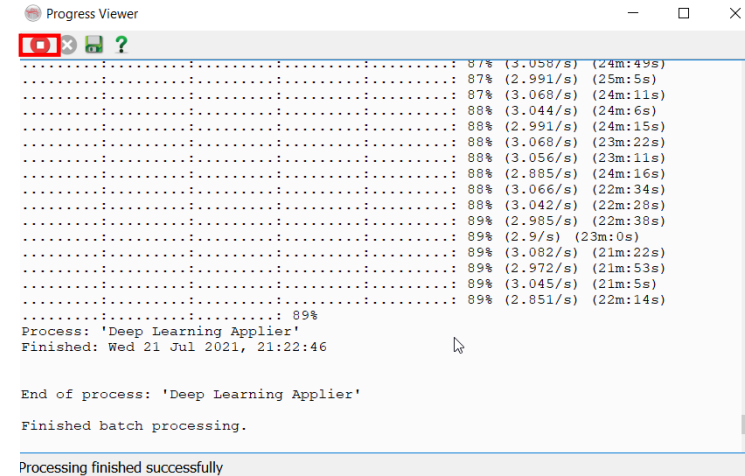 Progress Viewer
?
.........:.........:.........:.........:.........: 87% (3.058/s) (24m:49s)
.........:.........:.........:.........:.........: 87% (2.991/s) (25m:5s)
.........:.........:.........:.........:.........: 87% (3.068/s) (24m:11s)
.........:.........:.........:.........:.........: 88% (3.044/s) (24m:6s)
.........:.........:.........:.........:.........: 88% (2.991/s) (24m:15s)
.........:.........:.........:.........:.........: 88% (3.068/s) (23m:22s)
.........:.........:.........:.........:.........: 88% (3.056/s) (23m:11s)
.........:.........:.........:.........:.........: 88% (2.885/s) (24m:16s)
.........:.........:.........:.........:.........: 88% (3.066/s) (22m:34s)
.........:.........:.........:.........:.........: 88% (3.042/s) (22m:28s)
.........:.........:.........:.........:.........: 89% (2.985/s) (22m:38s)
.........:.........:.........:.........:.........: 89% (2.9/s) (23m:0s)
.........:.........:.........:.........:.........: 89% (3.082/s) (21m:22s)
.........:.........:.........:.........:.........: 89% (2.972/s) (21m:53s)
.........:.........:.........:.........:.........: 89% (3.045/s) (21m:5s)
.........:.........:.........:.........:.........: 89% (2.851/s) (22m:14s)
.........:.........:.........: 89%
Process: 'Deep Learning Applier'
Finished: Wed 21 Jul 2021, 21:22:46
End of process: 'Deep Learning Applier'
Finished batch processing.
Processing finished successfully